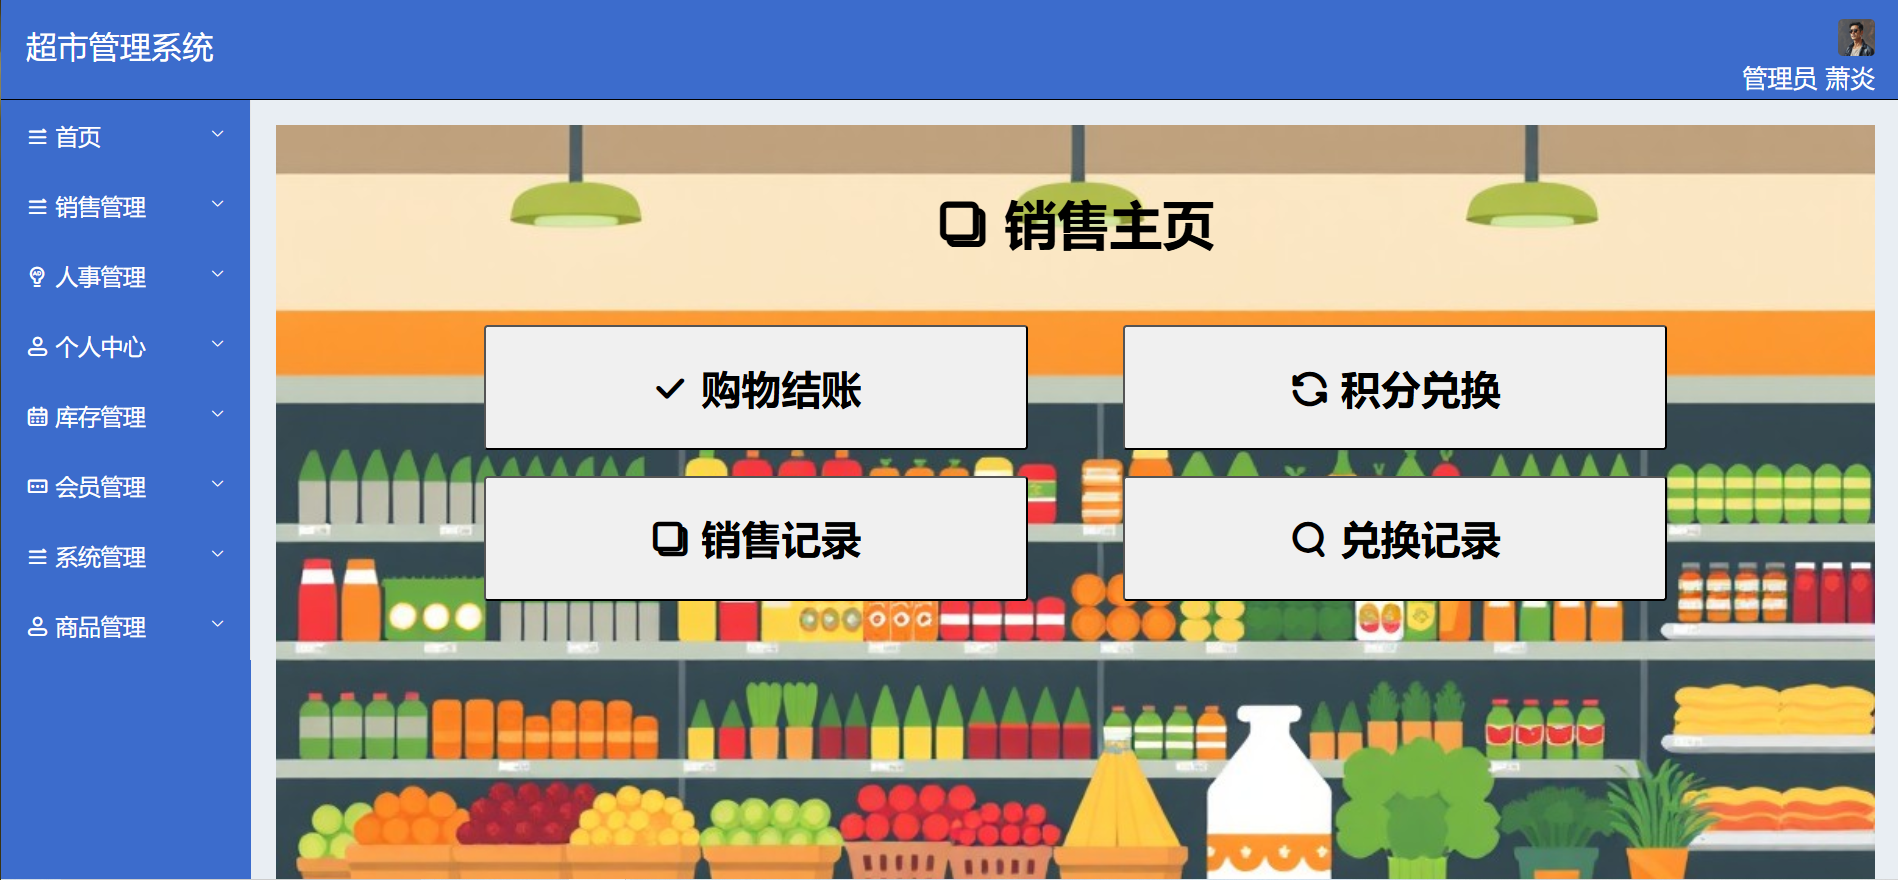 超市管理系统
管理员 萧炎
首页
销售管理
人事管理
个人中心
库存管理
会员管理
系统管理
商品管理
销售主页
购物结账
积分兑换
销售记录
兑换记录